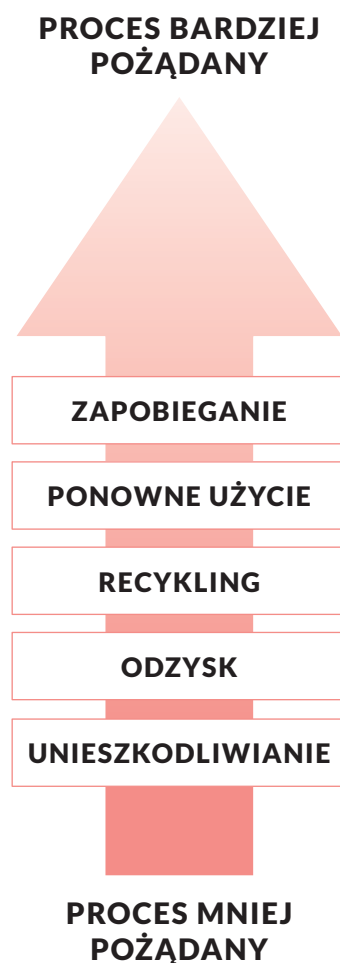 PROCES BARDZIEJ
POŻĄDANY
ZAPOBIEGANIE
PONOWNE UŻYCIE
RECYKLING
ODZYSK
UNIESZKODLIWIANIE
PROCES MNIEJ
POŻĄDANY